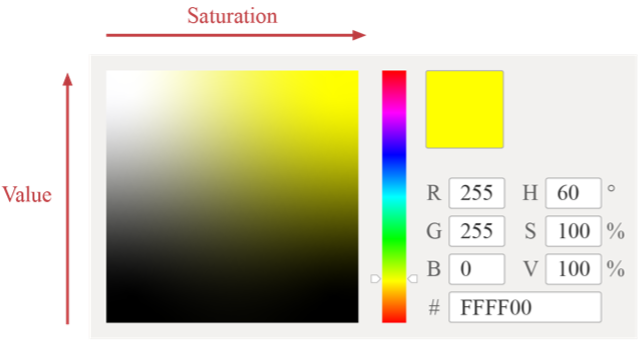 Saturation
Value
R 255 H 60 °
G 255 S 100 %
B 0 V 100 %
# FFFF00